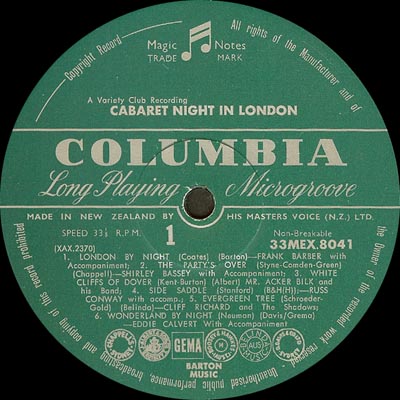 Copyright Record
All rights of the Manufacturer and of
Magic Notes
TRADE MARK
A Variety Club Recording
CABARET NIGHT IN LONDON
COLUMBIA
Long Playing Microgroove
MADE IN NEW ZEALAND BY HIS MASTERS VOICE (N.Z.) LTD.
SPEED 33⅓ R.P.M. 1 Non-Breakable
(XAX.2370) 33MEX.8041
1. LONDON BY NIGHT (Coates) (Borton)—FRANK BARBER with
Accompaniment; 2. THE PARTY'S OVER (Styne-Comden-Green)
(Chappell)—SHIRLEY BASSEY with Accompaniment; 3. WHITE
CLIFFS OF DOVER (Kent-Burton) (Albert) MR. ACKER BILK and
his Band; 4. SIDE SADDLE (Stanford) (B&H(H));— RUSS
CONWAY with accomp.; 5. EVERGREEN TREE (Schroeder-
Gold) (Belinda)—CLIFF RICHARD and The Shadows;
6. WONDERLAND BY NIGHT (Nauman) (Davis/Grema)
—EDDIE CALVERT With Accompaniment
GEMA
BARTON
MUSIC
the Owner of the recorded work reserved. Unauthorised public performance, broadcasting and copying of this record prohibited